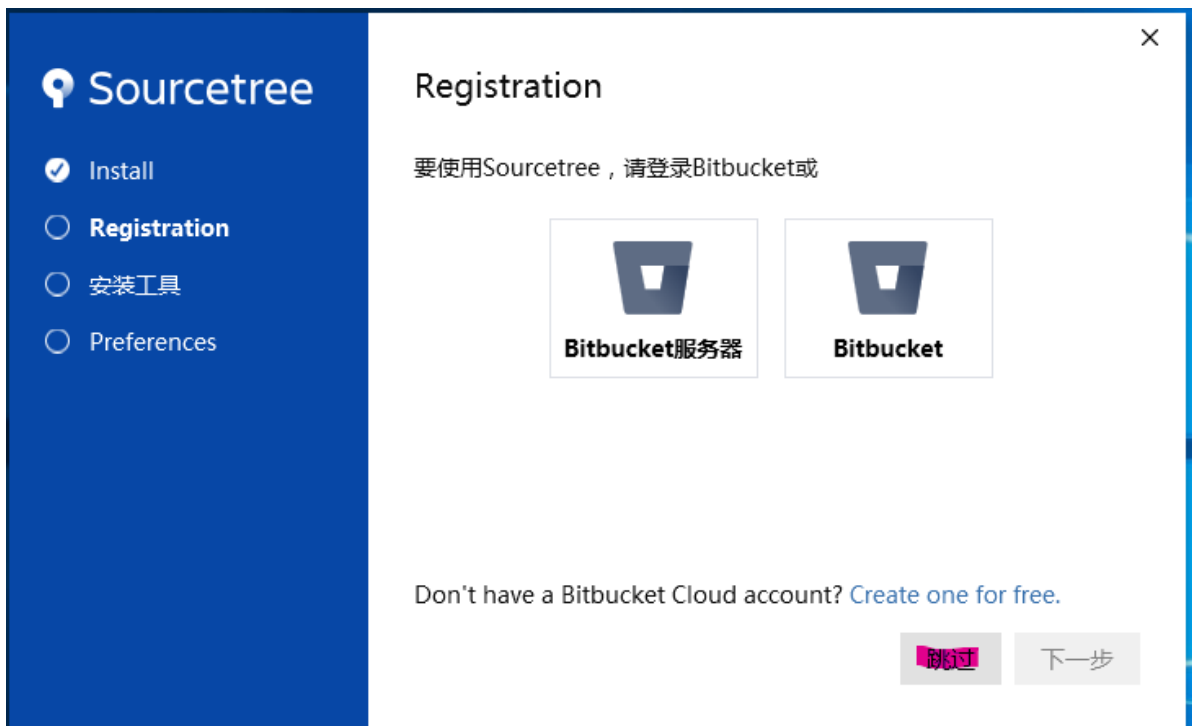 Sourcetree
Install
Registration
安装工具
Preferences
Registration
要使用Sourcetree，请登录Bitbucket或
Bitbucket服务器
Bitbucket
Don't have a Bitbucket Cloud account? Create one for free.
跳过
下一步